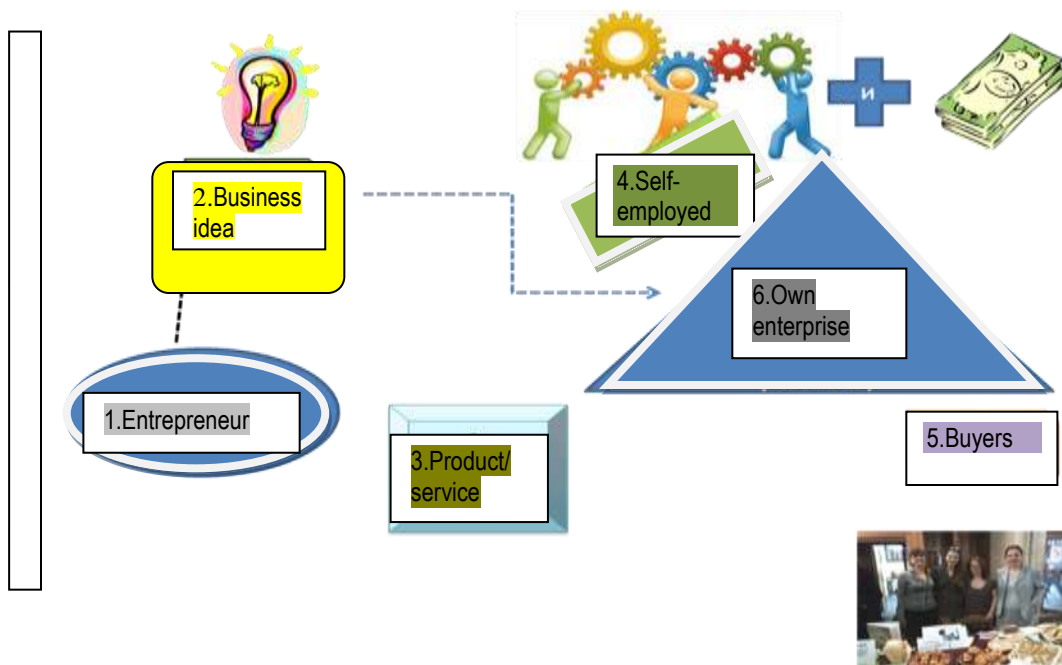 и
2.Business
idea
4.Self-
employed
6.Own
enterprise
1.Entrepreneur
3.Product/
service
5.Buyers